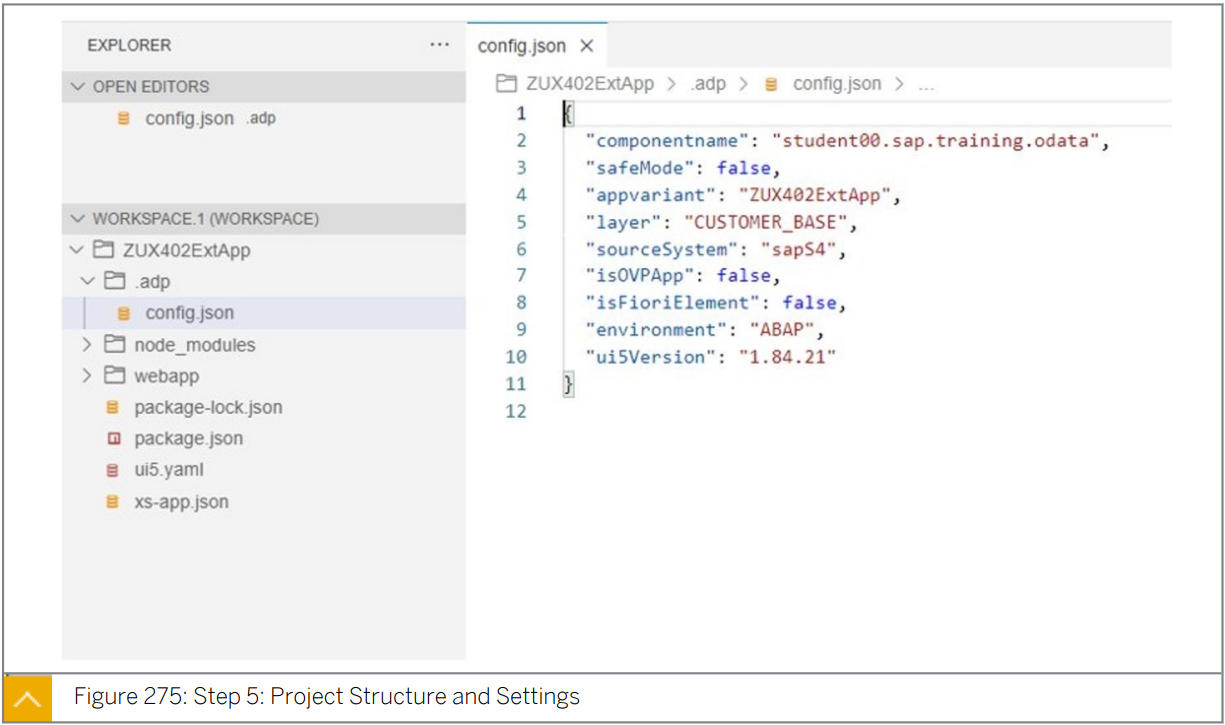 EXPLORER ...
OPEN EDITORS
config.json .adp
WORKSPACE.1 (WORKSPACE)
ZUX402ExtApp
.adp
config.json
node_modules
webapp
package-lock.json
package.json
ui5.yaml
xs-app.json
config.json ×
ZUX402ExtApp > .adp > config.json > ...
1 {
2 "componentname": "student00.sap.training.odata",
3 "safeMode": false,
4 "appvariant": "ZUX402ExtApp",
5 "layer": "CUSTOMER_BASE",
6 "sourceSystem": "sapS4",
7 "isOVPApp": false,
8 "isFioriElement": false,
9 "environment": "ABAP",
10 "ui5Version": "1.84.21"
11 }
12
Figure 275: Step 5: Project Structure and Settings